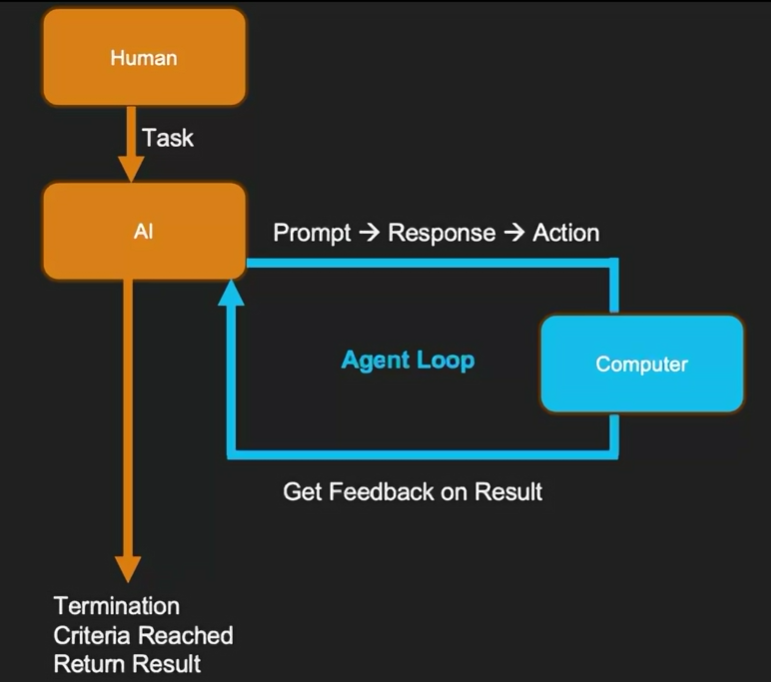 Human
Task
AI
Prompt → Response → Action
Agent Loop
Computer
Get Feedback on Result
Termination
Criteria Reached
Return Result